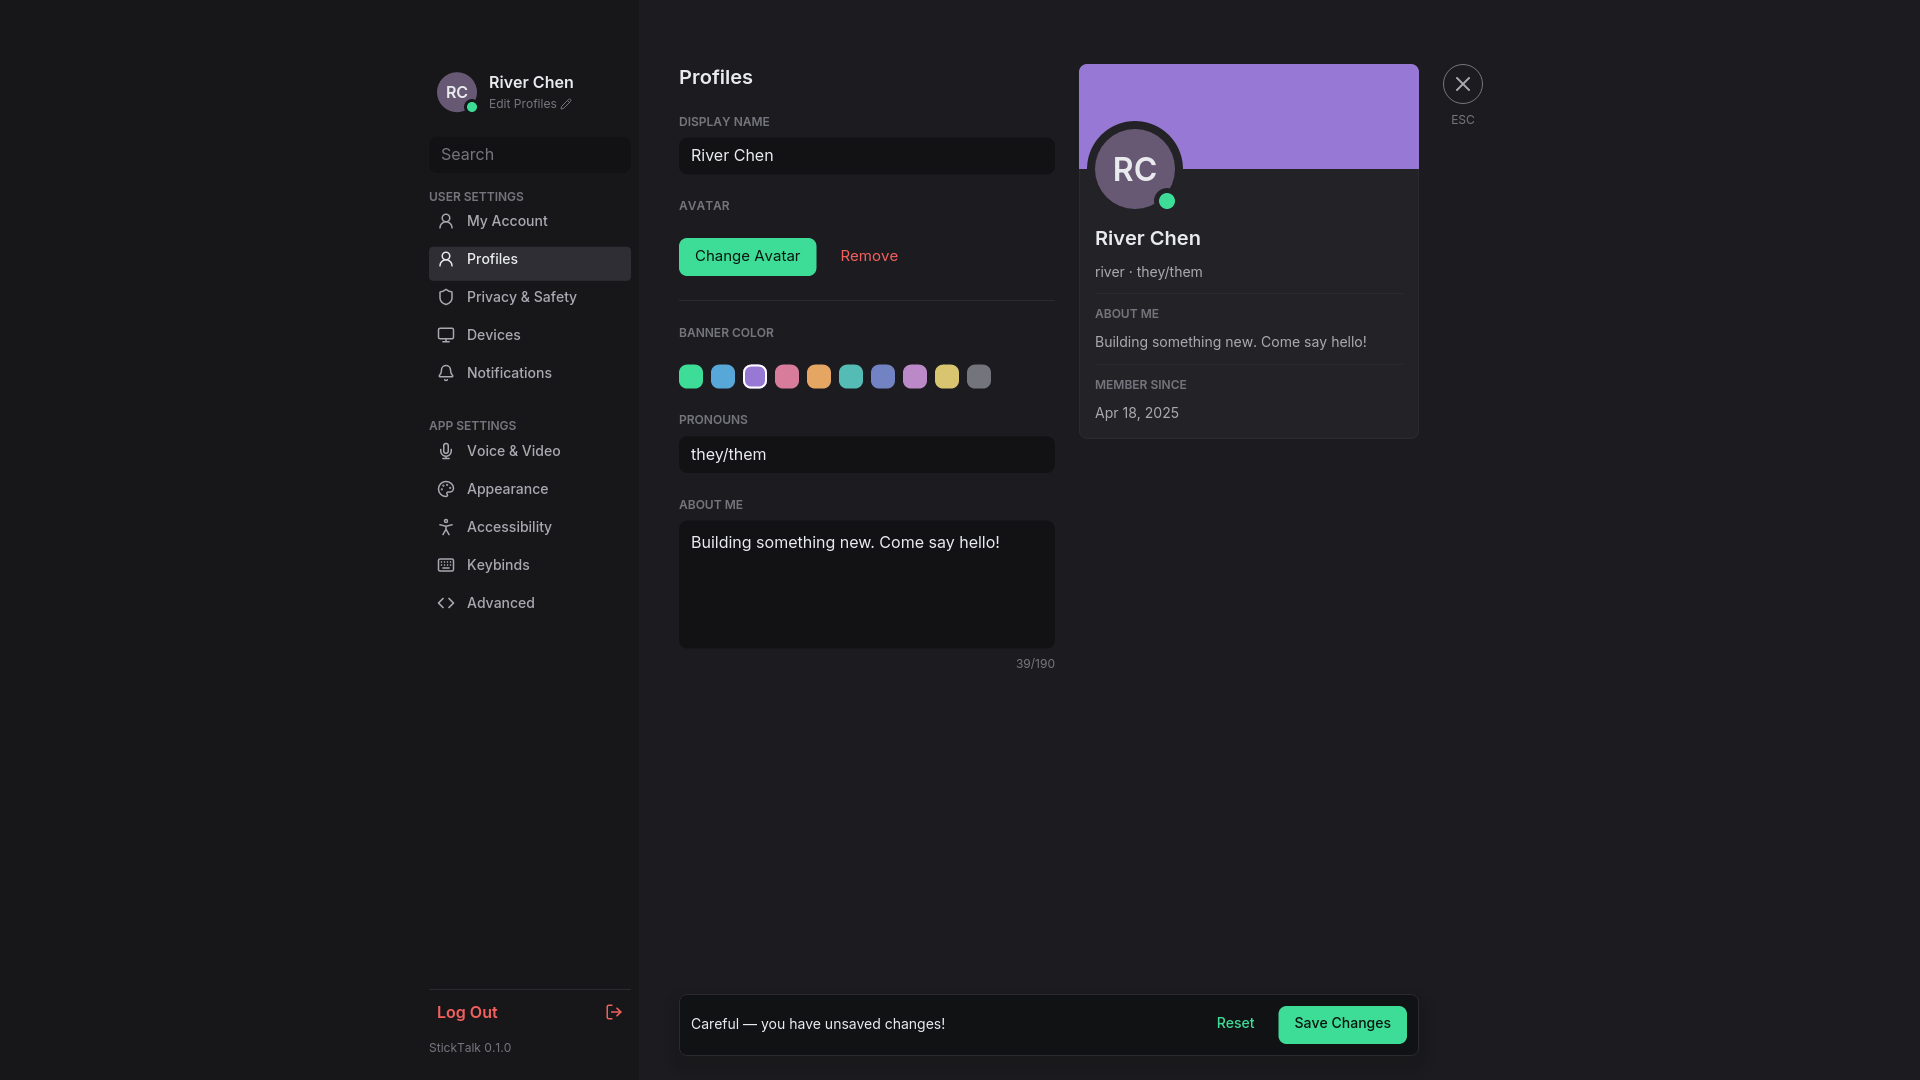 RC
River Chen
Edit Profiles
Search
USER SETTINGS
My Account
Profiles
Privacy & Safety
Devices
Notifications
APP SETTINGS
Voice & Video
Appearance
Accessibility
Keybinds
Advanced
Log Out
StickTalk 0.1.0
Profiles
DISPLAY NAME
River Chen
AVATAR
Change Avatar
Remove
BANNER COLOR
PRONOUNS
they/them
ABOUT ME
Building something new. Come say hello!
39/190
RC
River Chen
river · they/them
ABOUT ME
Building something new. Come say hello!
MEMBER SINCE
Apr 18, 2025
ESC
Careful — you have unsaved changes!
Reset
Save Changes